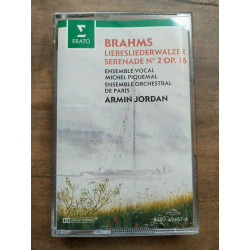 ERATO
BRAHMS
LIEBESLIEDERWALZER
SERENADE N° 2 OP. 16
ENSEMBLE VOCAL
MICHEL PIQUEMAL
ENSEMBLE ORCHESTRAL
DE PARIS
ARMIN JORDAN